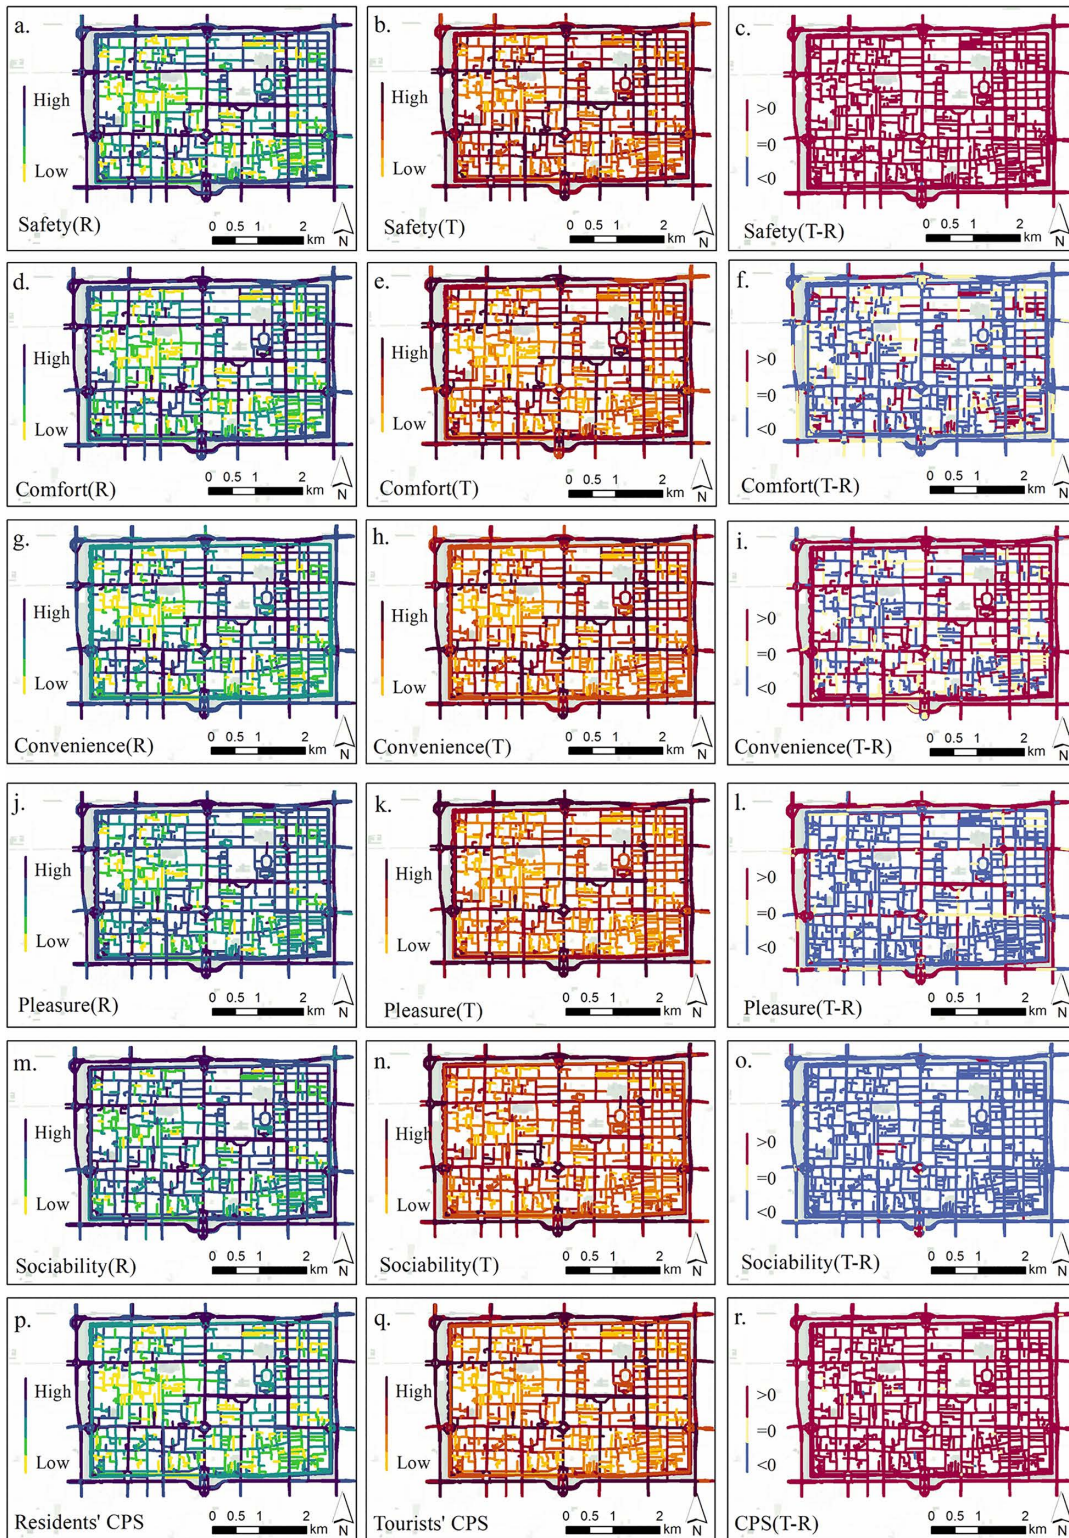 a.
High
Low
Safety(R)
0 0.5 1 2
km
N
b.
High
Low
Safety(T)
0 0.5 1 2
km
N
c.
>0
=0
<0
Safety(T-R)
0 0.5 1 2
km
N
d.
High
Low
Comfort(R)
0 0.5 1 2
km
N
e.
High
Low
Comfort(T)
0 0.5 1 2
km
N
f.
>0
=0
<0
Comfort(T-R)
0 0.5 1 2
km
N
g.
High
Low
Convenience(R)
0 0.5 1 2
km
N
h.
High
Low
Convenience(T)
0 0.5 1 2
km
N
i.
>0
=0
<0
Convenience(T-R)
0 0.5 1 2
km
N
j.
High
Low
Pleasure(R)
0 0.5 1 2
km
N
k.
High
Low
Pleasure(T)
0 0.5 1 2
km
N
l.
>0
=0
<0
Pleasure(T-R)
0 0.5 1 2
km
N
m.
High
Low
Sociability(R)
0 0.5 1 2
km
N
n.
High
Low
Sociability(T)
0 0.5 1 2
km
N
o.
>0
=0
<0
Sociability(T-R)
0 0.5 1 2
km
N
p.
High
Low
Residents' CPS
0 0.5 1 2
km
N
q.
High
Low
Tourists' CPS
0 0.5 1 2
km
N
r.
>0
=0
<0
CPS(T-R)
0 0.5 1 2
km
N